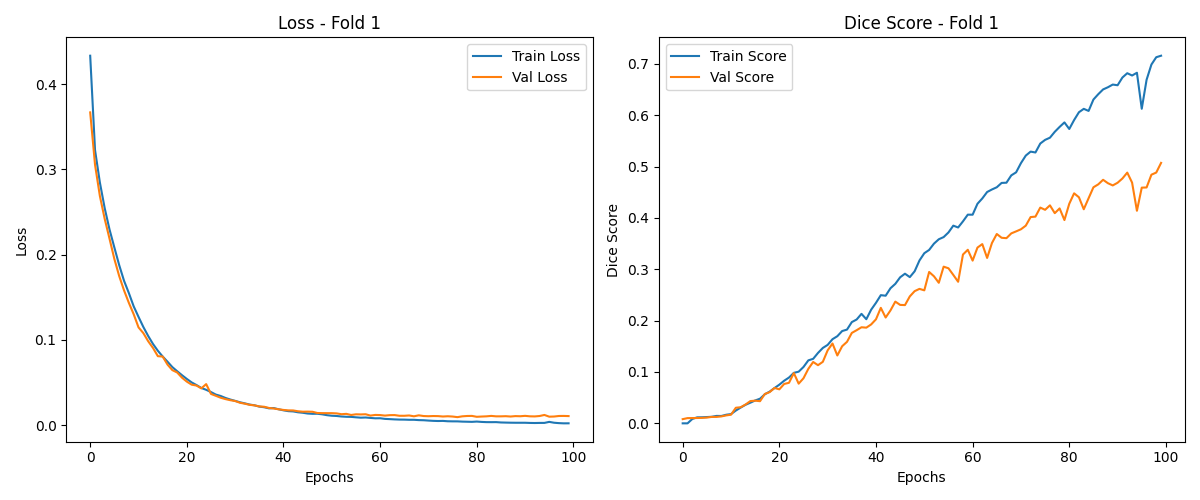 Loss - Fold 1
Train Loss
Val Loss
0.4
0.3
0.2
0.1
0.0
Loss
0 20 40 60 80 100
Epochs
Dice Score - Fold 1
Train Score
Val Score
0.7
0.6
0.5
0.4
0.3
0.2
0.1
0.0
Dice Score
0 20 40 60 80 100
Epochs